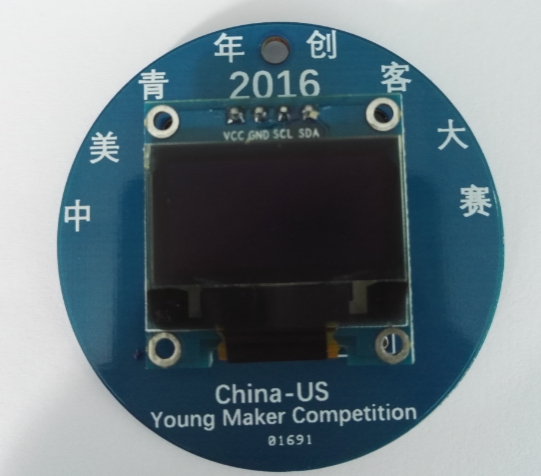 中美青年创客大赛
2016
VCC GND SCL SDA
China-US
Young Maker Competition
01691